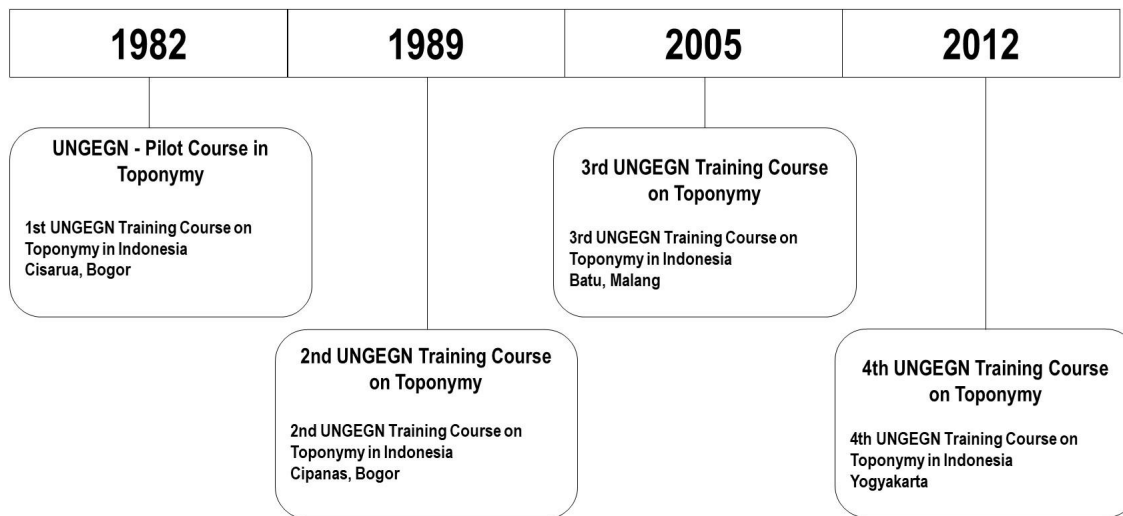 1982
1989
2005
2012
UNGEGN - Pilot Course in
Toponymy
1st UNGEGN Training Course on
Toponymy in Indonesia
Cisarua, Bogor
2nd UNGEGN Training Course
on Toponymy
2nd UNGEGN Training Course on
Toponymy in Indonesia
Cipanas, Bogor
3rd UNGEGN Training Course
on Toponymy
3rd UNGEGN Training Course on
Toponymy in Indonesia
Batu, Malang
4th UNGEGN Training Course
on Toponymy
4th UNGEGN Training Course on
Toponymy in Indonesia
Yogyakarta